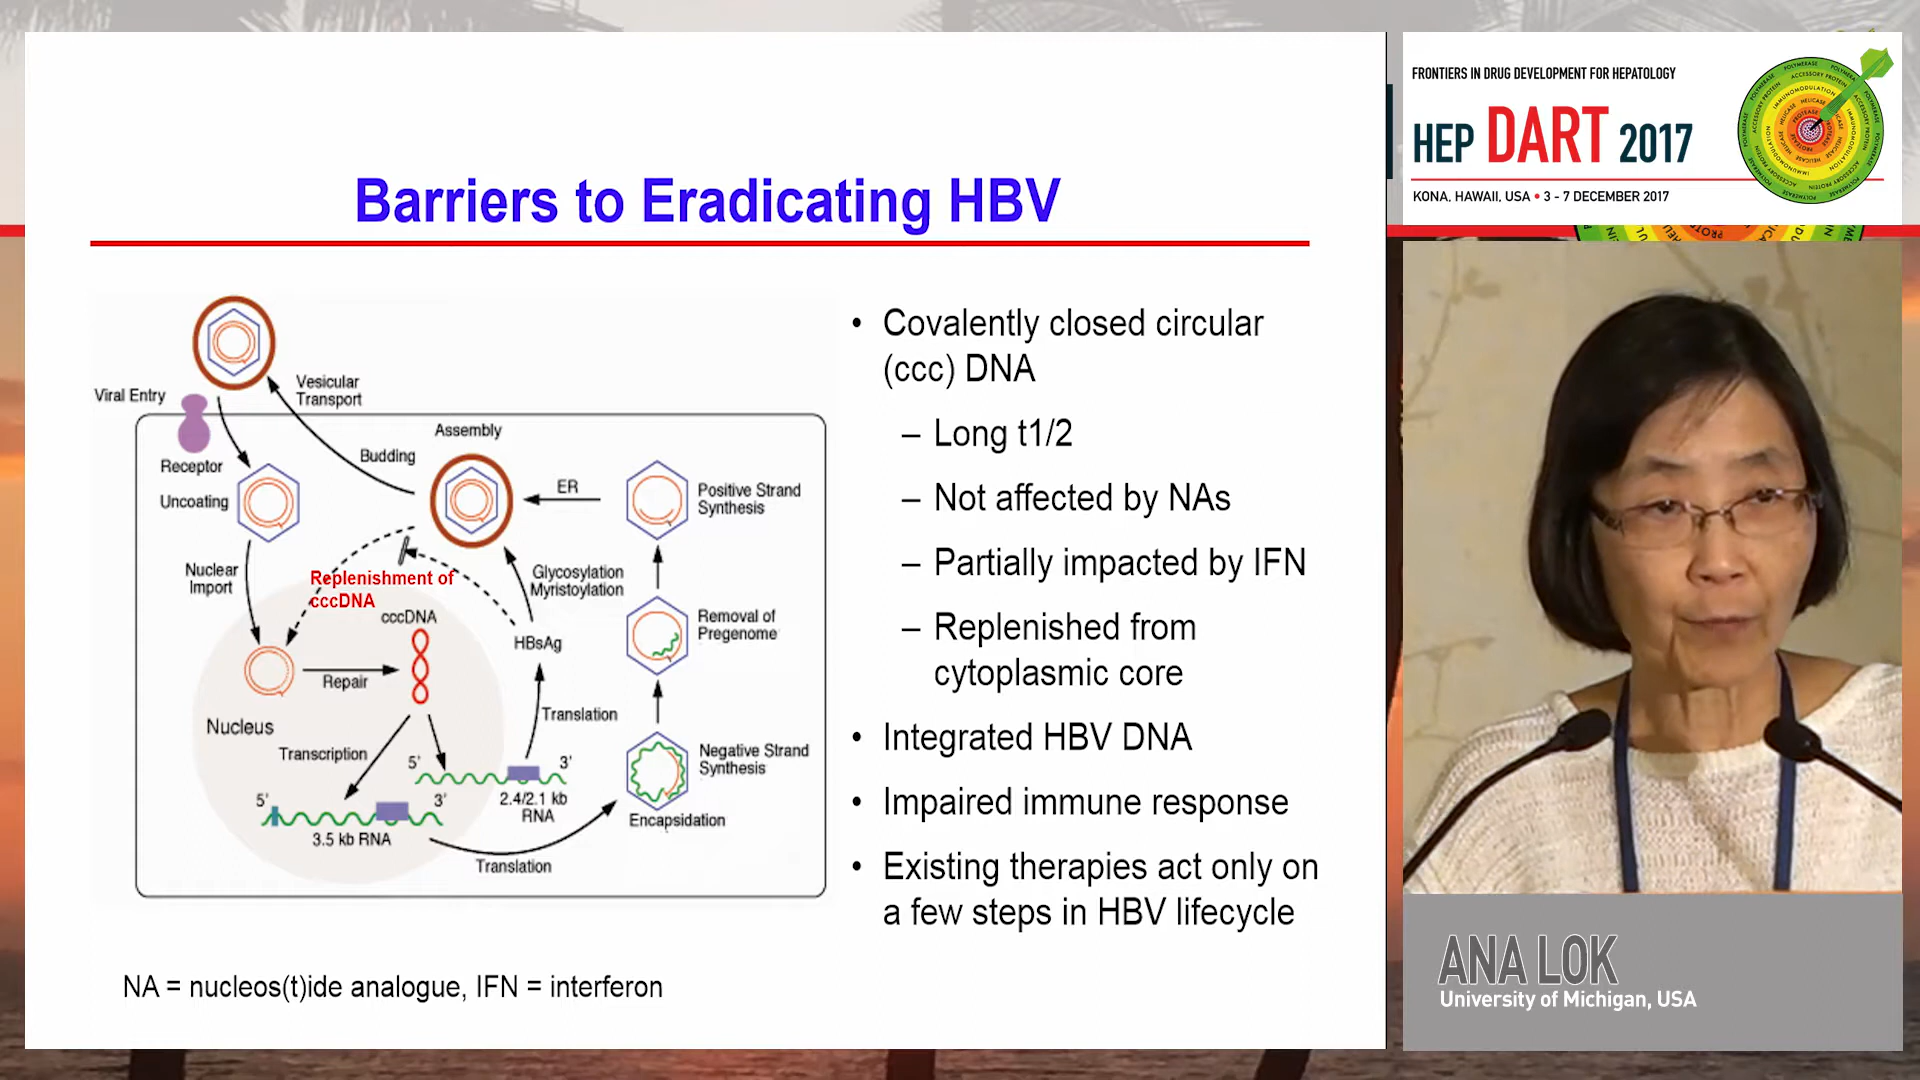 Barriers to Eradicating HBV
Viral Entry
Vesicular
Transport
Receptor
Uncoating
Budding
Assembly
ER
Positive Strand
Synthesis
Nuclear
Import
Replenishment of
cccDNA
cccDNA
Glycosylation
Myristoylation
HBsAg
Removal of
Pregenome
Repair
Nucleus
Transcription
Translation
5'
3'
2.4/2.1 kb
RNA
5'
3'
3.5 kb RNA
Translation
Negative Strand
Synthesis
Encapsidation
• Covalently closed circular
(ccc) DNA
– Long t1/2
– Not affected by NAs
– Partially impacted by IFN
– Replenished from
cytoplasmic core
• Integrated HBV DNA
• Impaired immune response
• Existing therapies act only on
a few steps in HBV lifecycle
NA = nucleos(t)ide analogue, IFN = interferon
FRONTIERS IN DRUG DEVELOPMENT FOR HEPATOLOGY
HEP DART 2017
KONA, HAWAII, USA • 3 - 7 DECEMBER 2017
ANA LOK
University of Michigan, USA